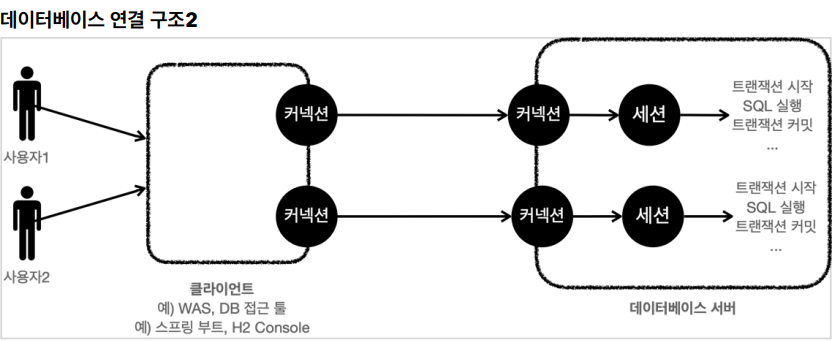 데이터베이스 연결 구조2
사용자1
사용자2
커넥션
커넥션
클라이언트
예) WAS, DB 접근 툴
예) 스프링 부트, H2 Console
커넥션
세션
트랜잭션 시작
SQL 실행
트랜잭션 커밋
...
커넥션
세션
트랜잭션 시작
SQL 실행
트랜잭션 커밋
...
데이터베이스 서버